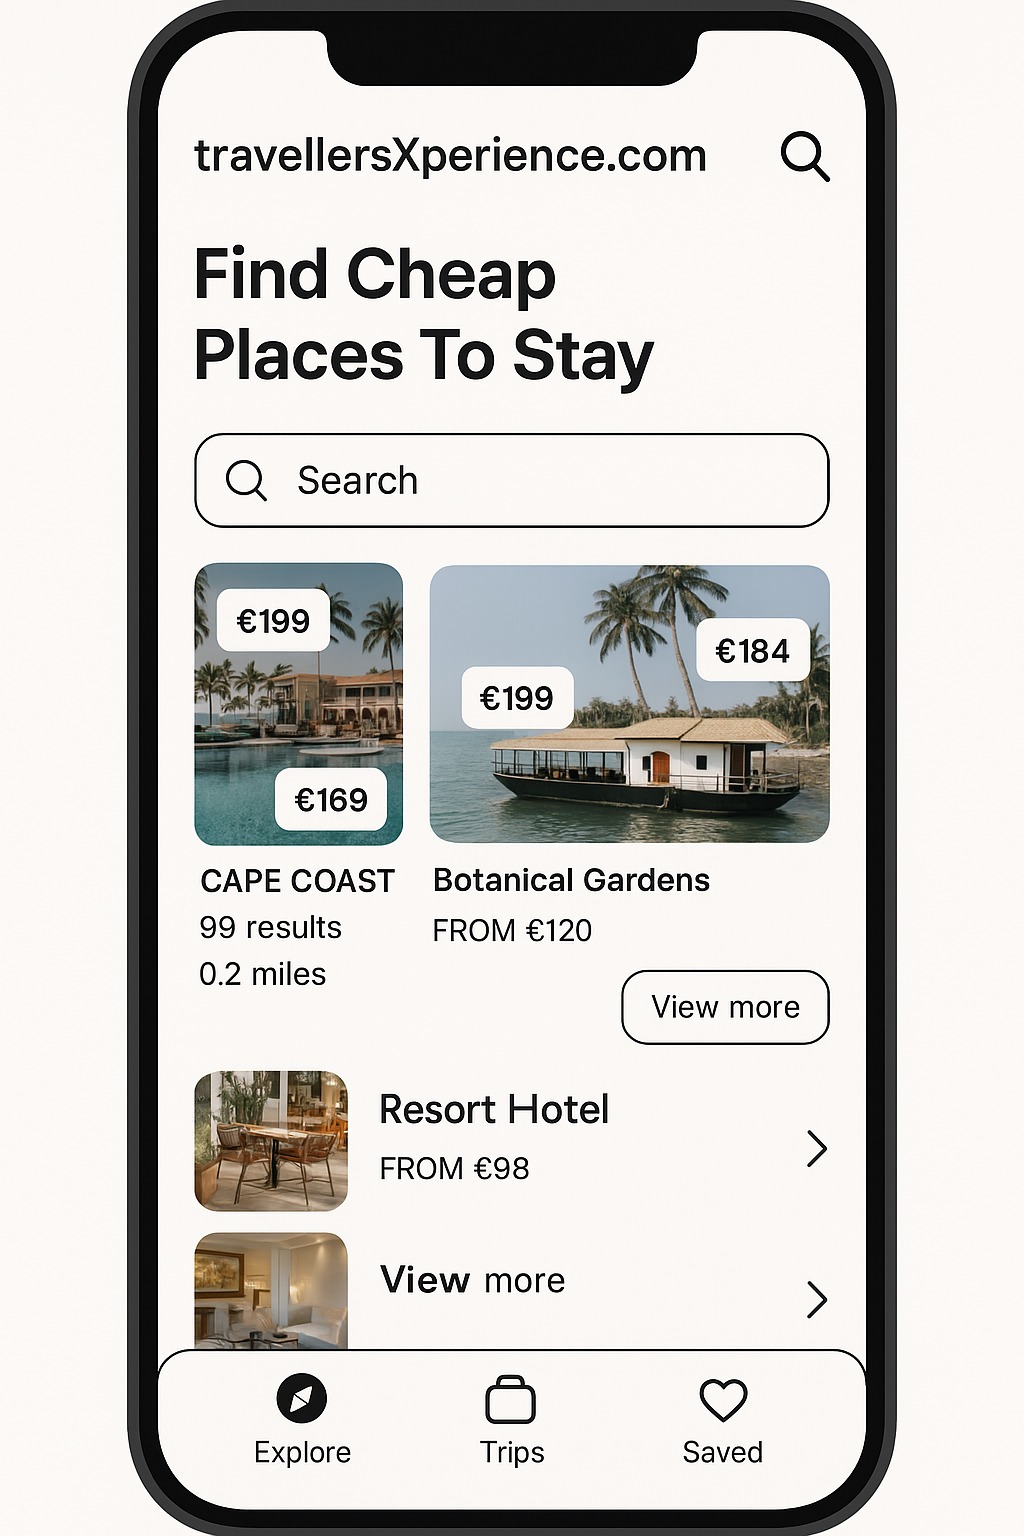 travellersXperience.com
Find Cheap
Places To Stay
Search
€199
€169
€199
€184
CAPE COAST
99 results
0.2 miles
Botanical Gardens
FROM €120
View more
Resort Hotel
FROM €98
View more
Explore
Trips
Saved